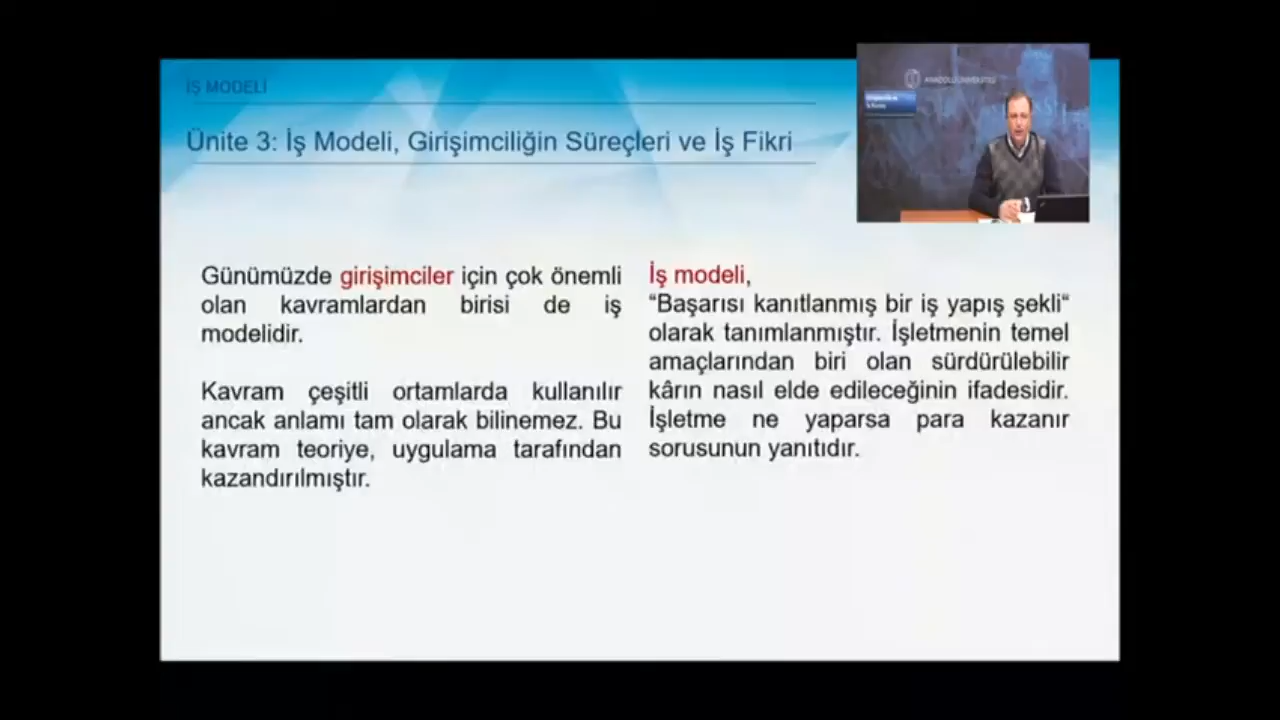 İŞ MODELİ
Ünite 3: İş Modeli, Girişimciliğin Süreçleri ve İş Fikri
ANADOLU ÜNİVERSİTESİ
Günümüzde girişimciler için çok önemli
olan kavramlardan birisi de iş
modelidir.
Kavram çeşitli ortamlarda kullanılır
ancak anlamı tam olarak bilinemez. Bu
kavram teoriye, uygulama tarafından
kazandırılmıştır.
İş modeli,
“Başarısı kanıtlanmış bir iş yapış şekli“
olarak tanımlanmıştır. İşletmenin temel
amaçlarından biri olan sürdürülebilir
kârın nasıl elde edileceğinin ifadesidir.
İşletme ne yaparsa para kazanır
sorusunun yanıtıdır.